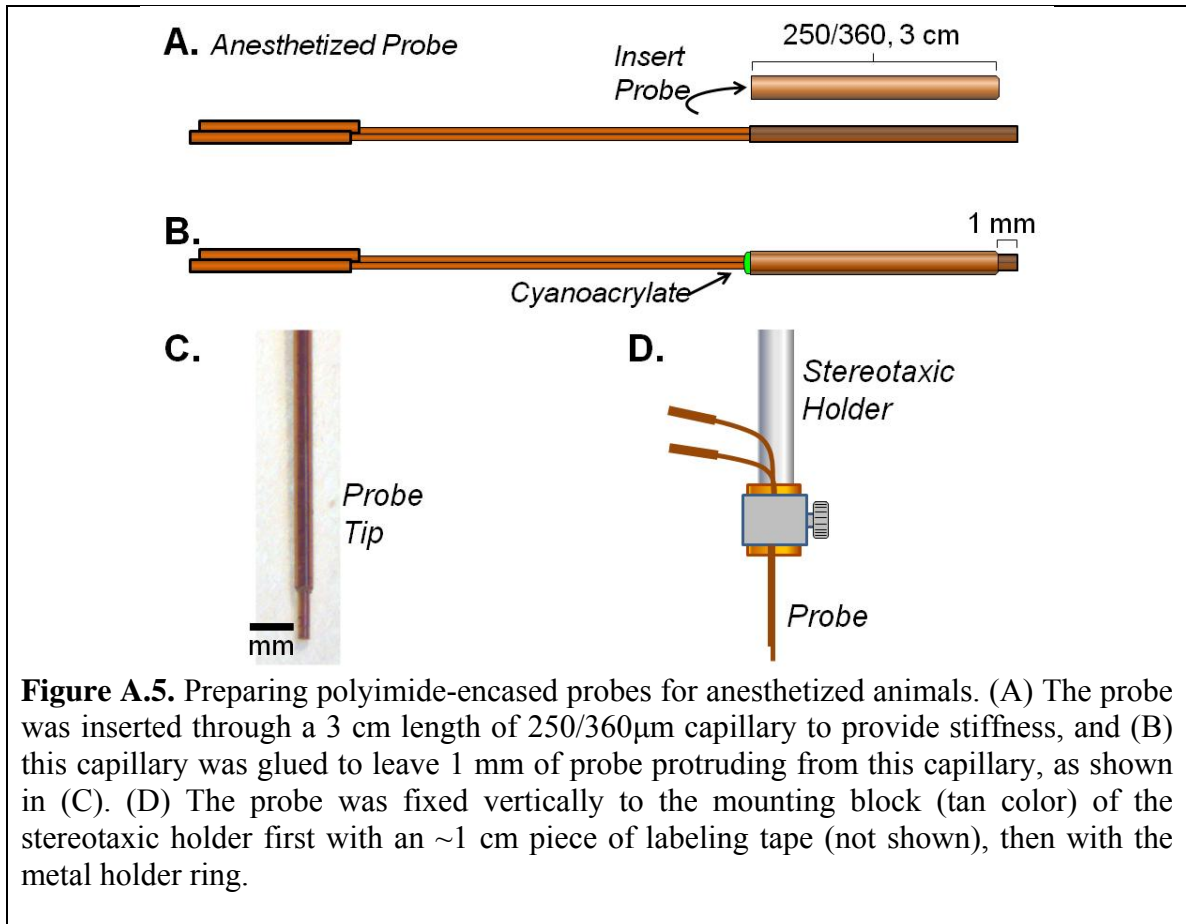 A. Anesthetized Probe
250/360, 3 cm
Insert
Probe
B.
1 mm
Cyanoacrylate
C.
Probe
Tip
mm
D.
Stereotaxic
Holder
Probe
Figure A.5. Preparing polyimide-encased probes for anesthetized animals. (A) The probe
was inserted through a 3 cm length of 250/360μm capillary to provide stiffness, and (B)
this capillary was glued to leave 1 mm of probe protruding from this capillary, as shown
in (C). (D) The probe was fixed vertically to the mounting block (tan color) of the
stereotaxic holder first with an ~1 cm piece of labeling tape (not shown), then with the
metal holder ring.